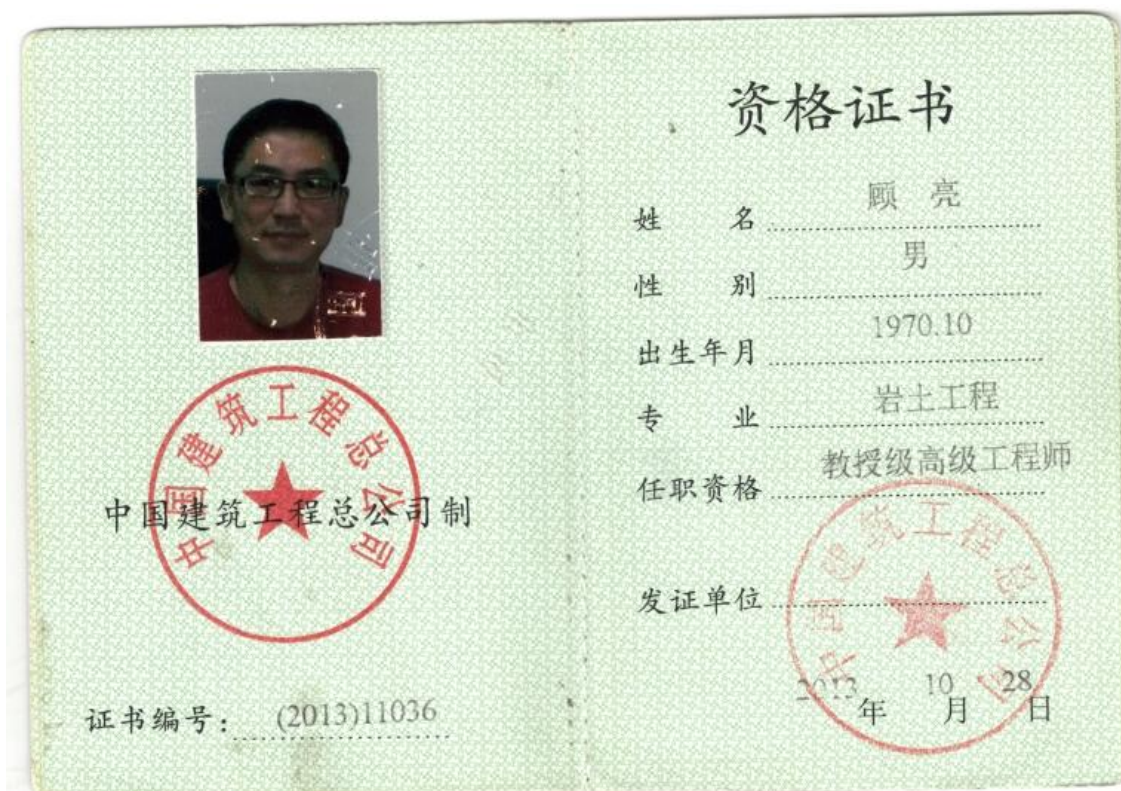 中国建筑工程总公司
中国建筑工程总公司制
证书编号: (2013)11036
资格证书
姓 名 顾 亮
性 别 男
出生年月 1970.10
专 业 岩土工程
任职资格 教授级高级工程师
发证单位
中国建筑工程总公司
2013 年 10 月 28 日